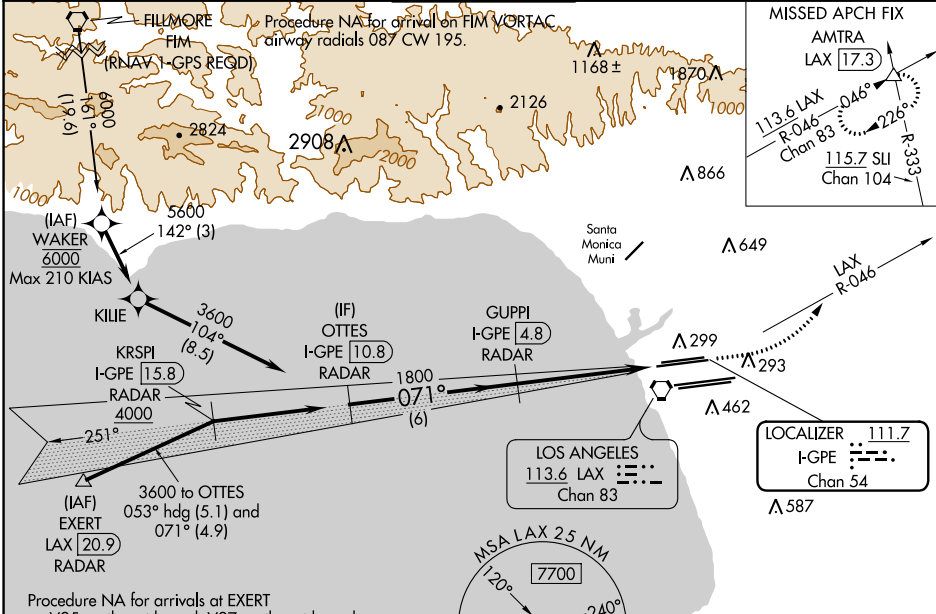 FILLMORE
FIM
(RNAV 1-GPS REQD)
Procedure NA for arrival on FIM VORTAC
airway radials 087 CW 195.
MISSED APCH FIX
AMTRA
LAX 17.3
046°
226°
113.6 LAX
R-046
Chan 83
R-333
115.7 SLI
Chan 104
6000
161°
(19.6)
1168±
1870
1000
1000
2126
2824
2908
2000
1000
866
(IAF)
WAKER
6000
Max 210 KIAS
5600
142° (3)
KILIE
3600
104°
(8.5)
Santa
Monica
Muni
649
LAX
R-046
(IF)
OTTES
I-GPE 10.8
RADAR
GUPPI
I-GPE 4.8
RADAR
KRSPI
I-GPE 15.8
RADAR
4000
251°
1800
071°
(6)
299
293
462
(IAF)
EXERT
LAX 20.9
RADAR
3600 to OTTES
053° hdg (5.1) and
071° (4.9)
LOS ANGELES
113.6 LAX
Chan 83
LOCALIZER 111.7
I-GPE
Chan 54
587
MSA LAX 25 NM
120°
7700
240°
Procedure NA for arrivals at EXERT